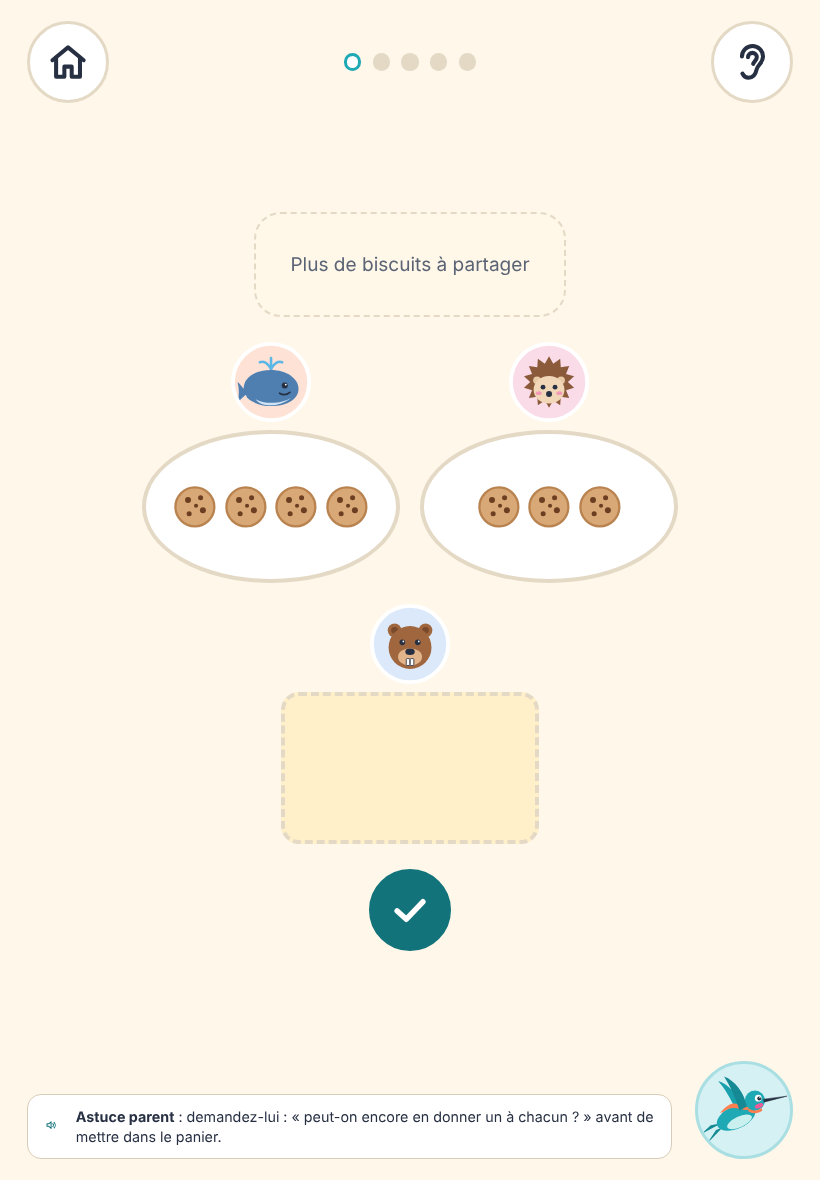 Plus de biscuits à partager
Astuce parent : demandez-lui : « peut-on encore en donner un à chacun ? » avant de
mettre dans le panier.